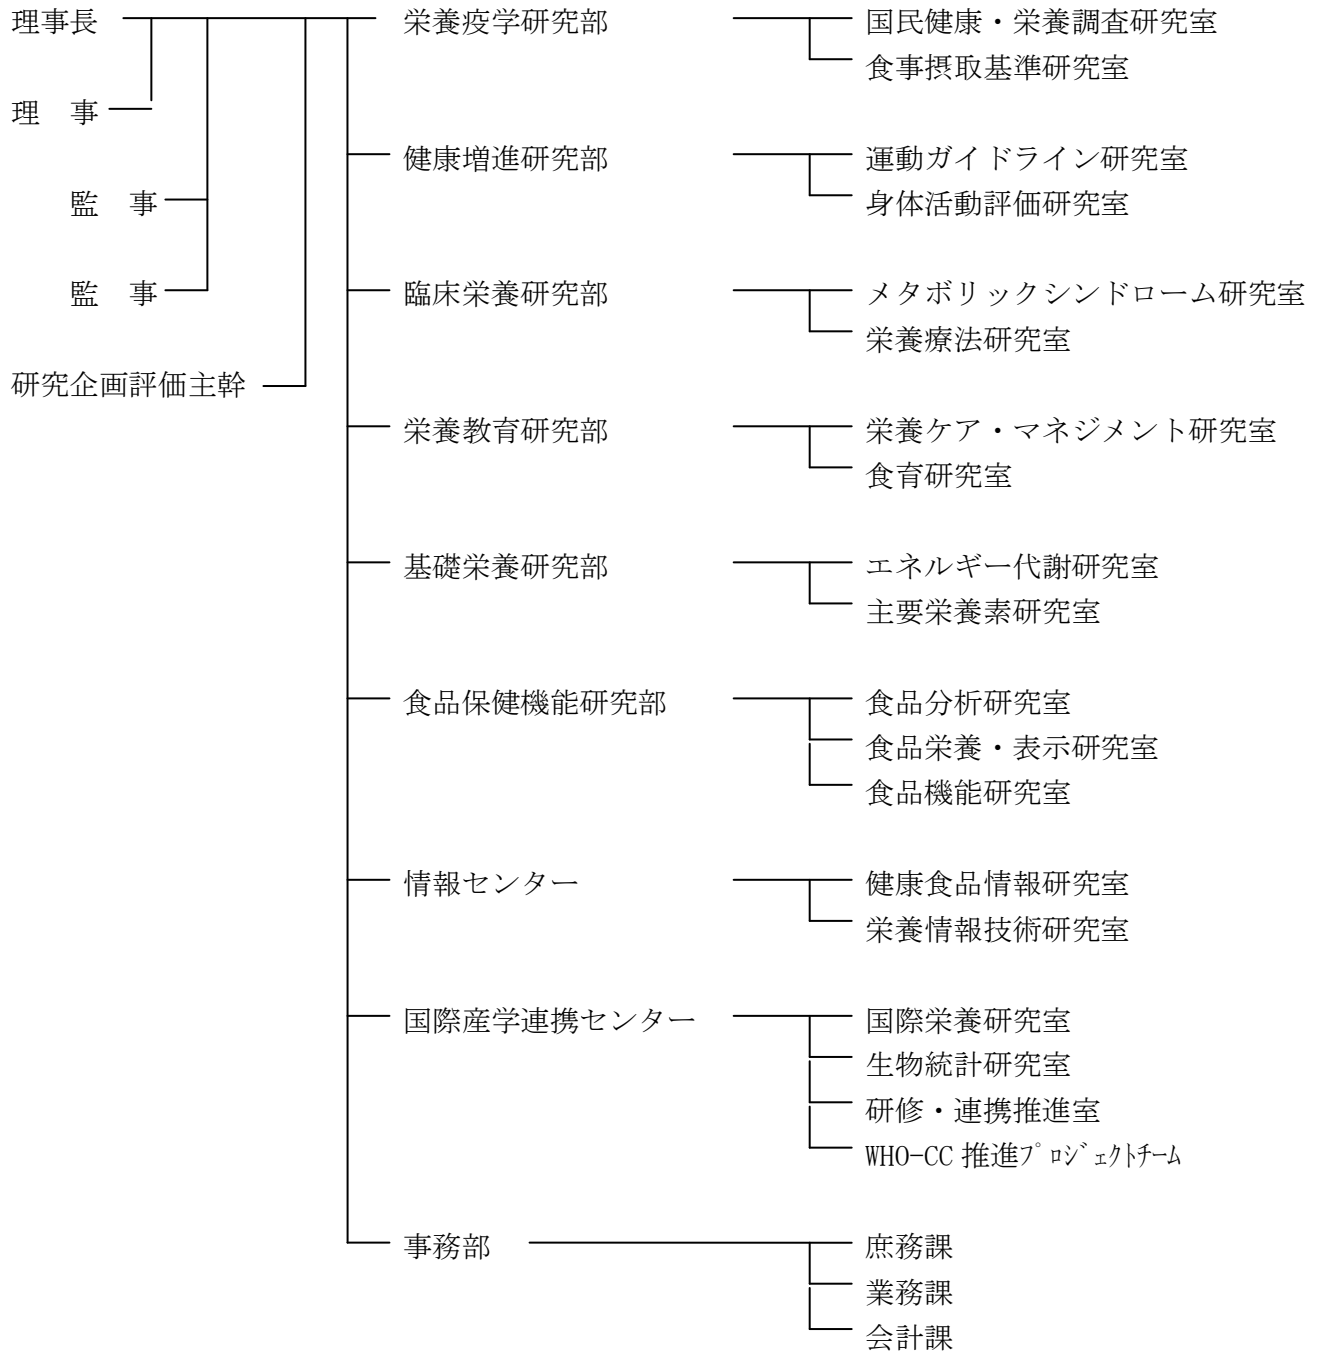 理事長 栄養疫学研究部 国民健康・栄養調査研究室
食事摂取基準研究室
理　事
健康増進研究部 運動ガイドライン研究室
監　事 身体活動評価研究室
監　事 臨床栄養研究部 メタボリックシンドローム研究室
栄養療法研究室
研究企画評価主幹
栄養教育研究部 栄養ケア・マネジメント研究室
食育研究室
基礎栄養研究部 エネルギー代謝研究室
主要栄養素研究室
食品保健機能研究部 食品分析研究室
食品栄養・表示研究室
食品機能研究室
情報センター 健康食品情報研究室
栄養情報技術研究室
国際産学連携センター 国際栄養研究室
生物統計研究室
研修・連携推進室
WHO-CC 推進ﾌﾟﾛｼﾞｪｸﾄﾁｰﾑ
事務部 庶務課
業務課
会計課